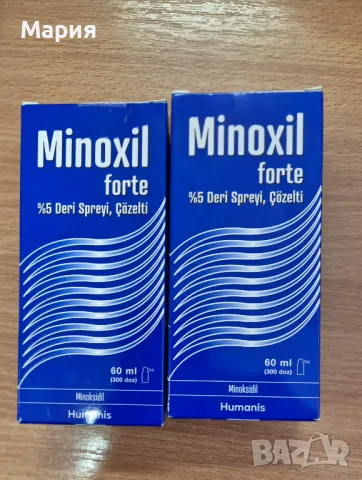 Мария
Minoxil
forte
%5 Deri Spreyi, Çözelti
60 ml
(300 doz)
Minoksidil
Humanis
Minoxil
forte
%5 Deri Spreyi, Çözelti
60 ml
(300 doz)
Minoksidil
Humanis
BAZAR